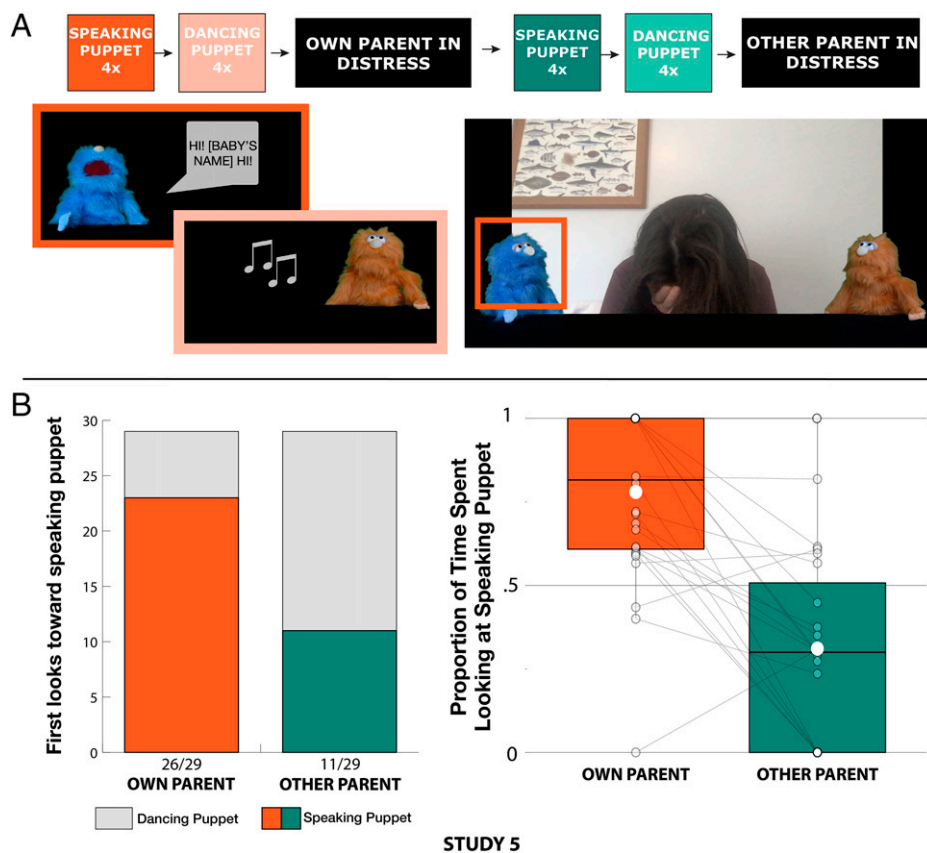 A
SPEAKING
PUPPET
4x
DANCING
PUPPET
4x
OWN PARENT IN
DISTRESS
SPEAKING
PUPPET
4x
DANCING
PUPPET
4x
OTHER PARENT IN
DISTRESS
HI! [BABY'S
NAME] HI!
B
First looks toward speaking puppet
30
25
20
15
10
5
0
26/29
OWN PARENT
11/29
OTHER PARENT
Dancing Puppet
Speaking Puppet
Proportion of Time Spent
Looking at Speaking Puppet
1
.5
0
OWN PARENT
OTHER PARENT
STUDY 5